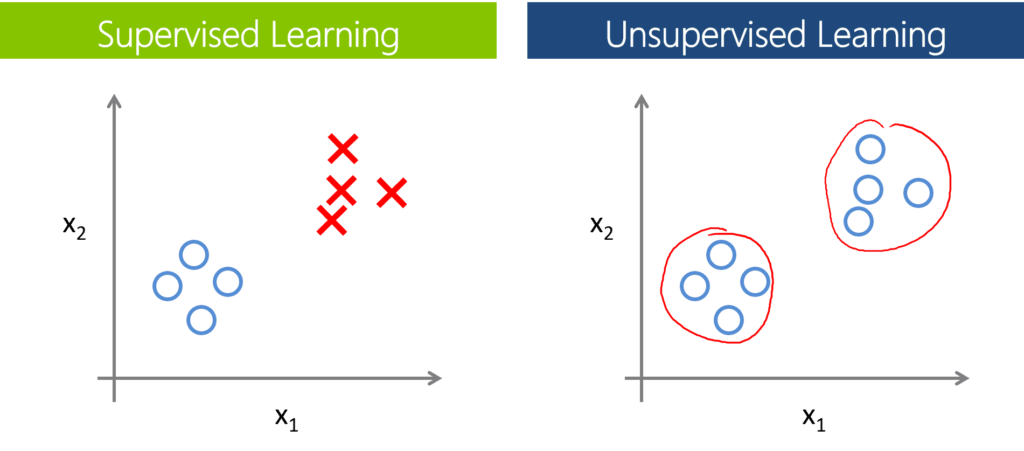 Supervised Learning
Unsupervised Learning
x₂
x₁
x₂
x₁